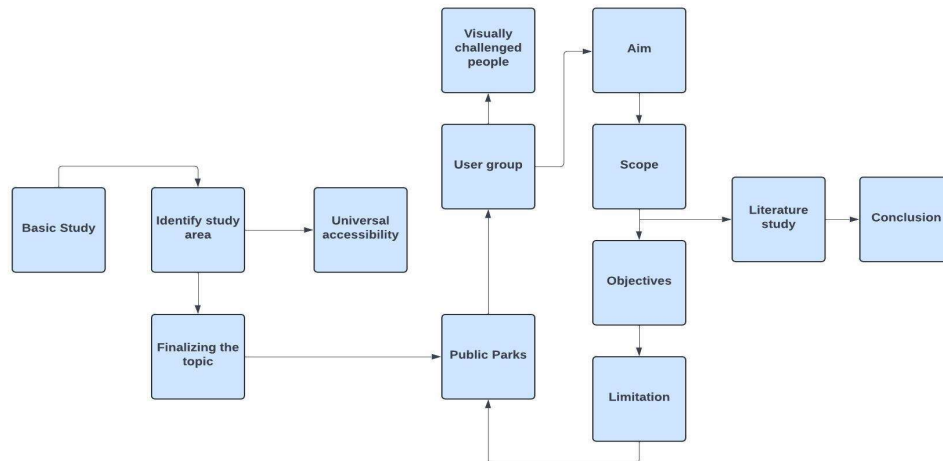 Basic Study
Identify study
area
Universal
accessibility
Finalizing the
topic
Public Parks
User group
Visually
challenged
people
Aim
Scope
Objectives
Limitation
Literature
study
Conclusion